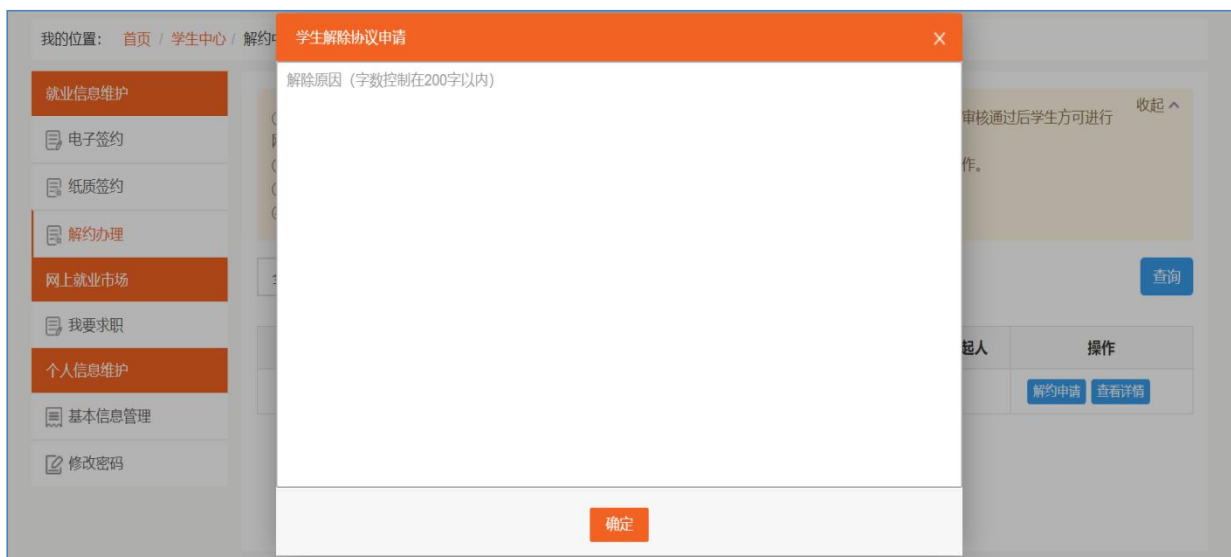 我的位置： 首页 / 学生中心 / 解约
学生解除协议申请
解除原因（字数控制在200字以内）
就业信息维护
电子签约
纸质签约
解约办理
网上就业市场
我要求职
个人信息维护
基本信息管理
修改密码
收起
审核通过后学生方可进行
作。
查询
起人 操作
解约申请 查看详情
确定